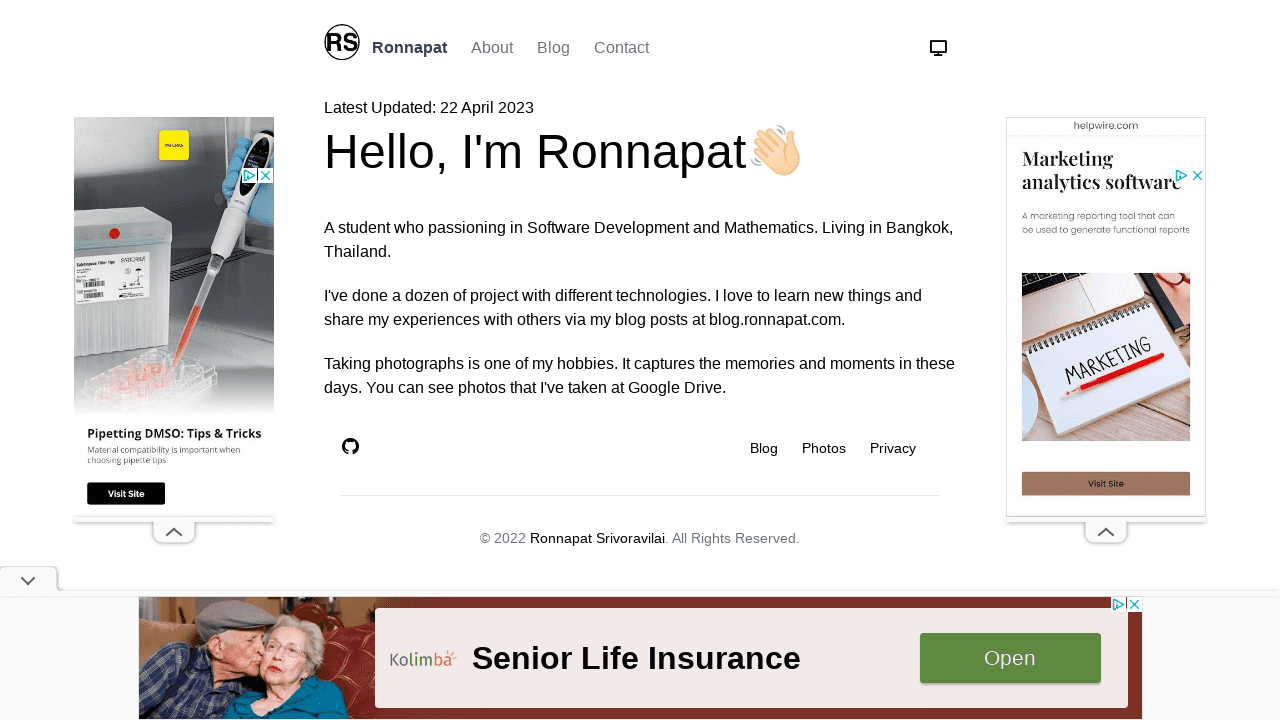 RS Ronnapat About Blog Contact
Latest Updated: 22 April 2023
Hello, I'm Ronnapat👋🏻
A student who passioning in Software Development and Mathematics. Living in Bangkok,
Thailand.
I've done a dozen of project with different technologies. I love to learn new things and
share my experiences with others via my blog posts at blog.ronnapat.com.
Taking photographs is one of my hobbies. It captures the memories and moments in these
days. You can see photos that I've taken at Google Drive.
Blog Photos Privacy
© 2022 Ronnapat Srivoravilai. All Rights Reserved.
Pipetting DMSO: Tips & Tricks
Material compatibility is important when
choosing pipette tips
Visit Site
helpwire.com
Marketing
analytics software
A marketing reporting tool that can
be used to generate functional reports
MARKETING
Visit Site
Kolimba
Senior Life Insurance
Open